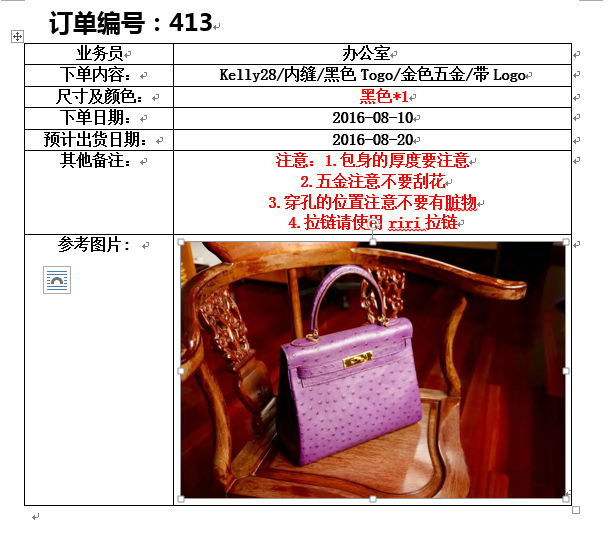 订单编号：413
业务员 办公室
下单内容： Kelly28/内缝/黑色 Togo/金色五金/带 Logo
尺寸及颜色： 黑色*1
下单日期： 2016-08-10
预计出货日期： 2016-08-20
其他备注： 注意：1.包身的厚度要注意
2.五金注意不要刮花
3.穿孔的位置注意不要有脏物
4.拉链请使用 riri 拉链
参考图片：